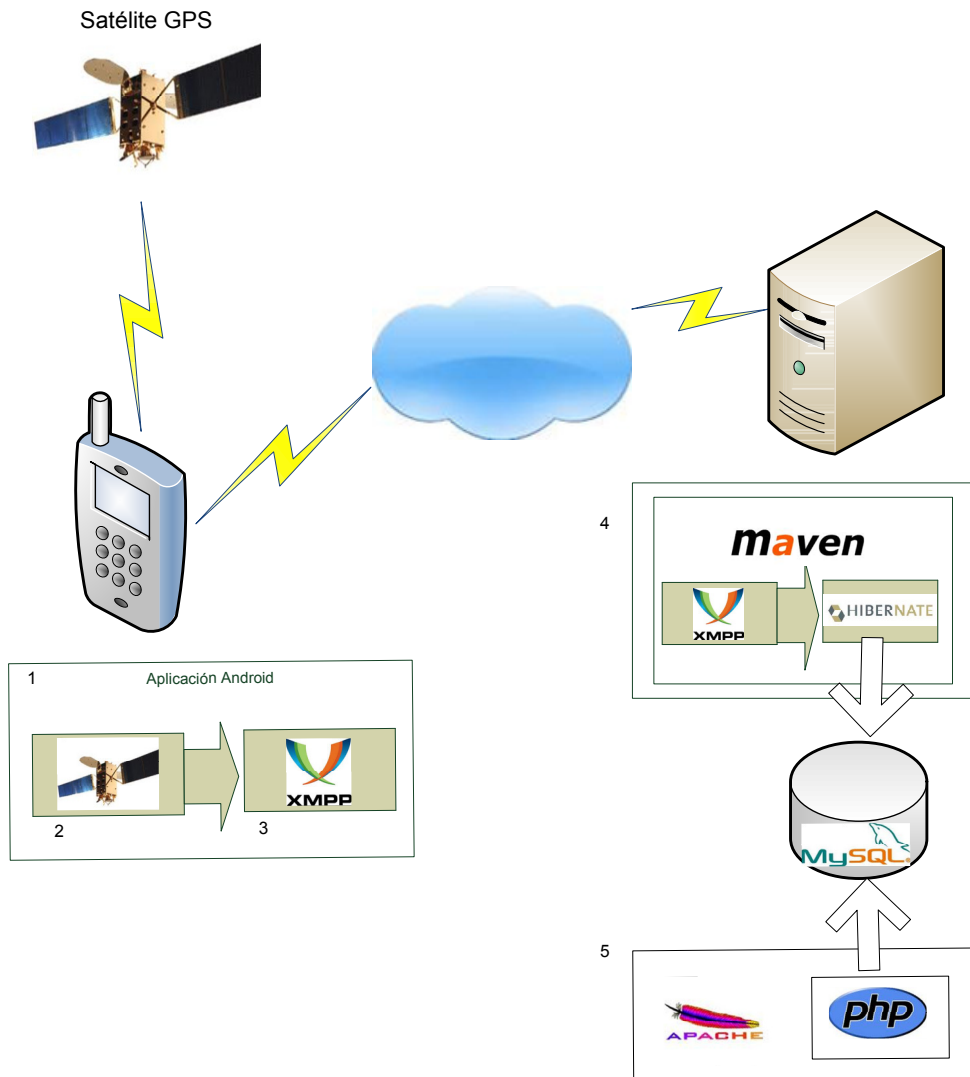 Satélite GPS
4
maven
XMPP
HIBERNATE
1
Aplicación Android
XMPP
2
3
MySQL®
5
APACHE
php